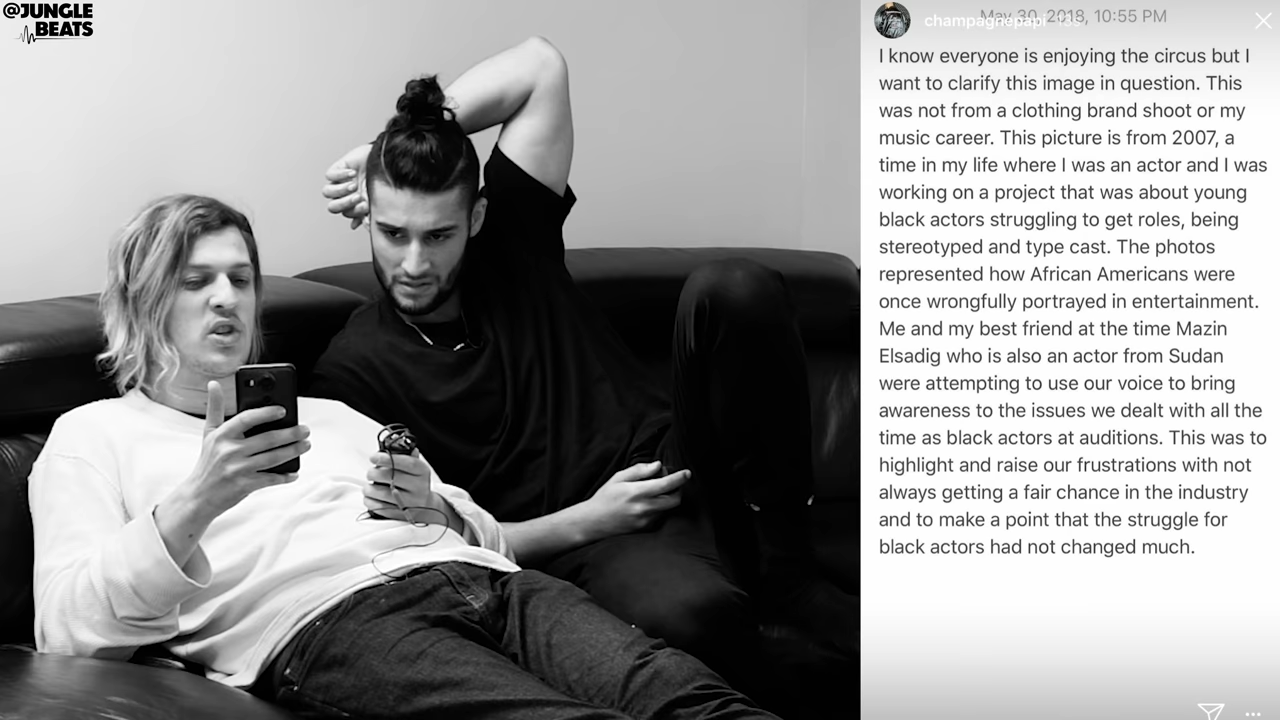 @JUNGLE
BEATS
champagnepapi
May 30, 2018, 10:55 PM
I know everyone is enjoying the circus but I
want to clarify this image in question. This
was not from a clothing brand shoot or my
music career. This picture is from 2007, a
time in my life where I was an actor and I was
working on a project that was about young
black actors struggling to get roles, being
stereotyped and type cast. The photos
represented how African Americans were
once wrongfully portrayed in entertainment.
Me and my best friend at the time Mazin
Elsadig who is also an actor from Sudan
were attempting to use our voice to bring
awareness to the issues we dealt with all the
time as black actors at auditions. This was to
highlight and raise our frustrations with not
always getting a fair chance in the industry
and to make a point that the struggle for
black actors had not changed much.